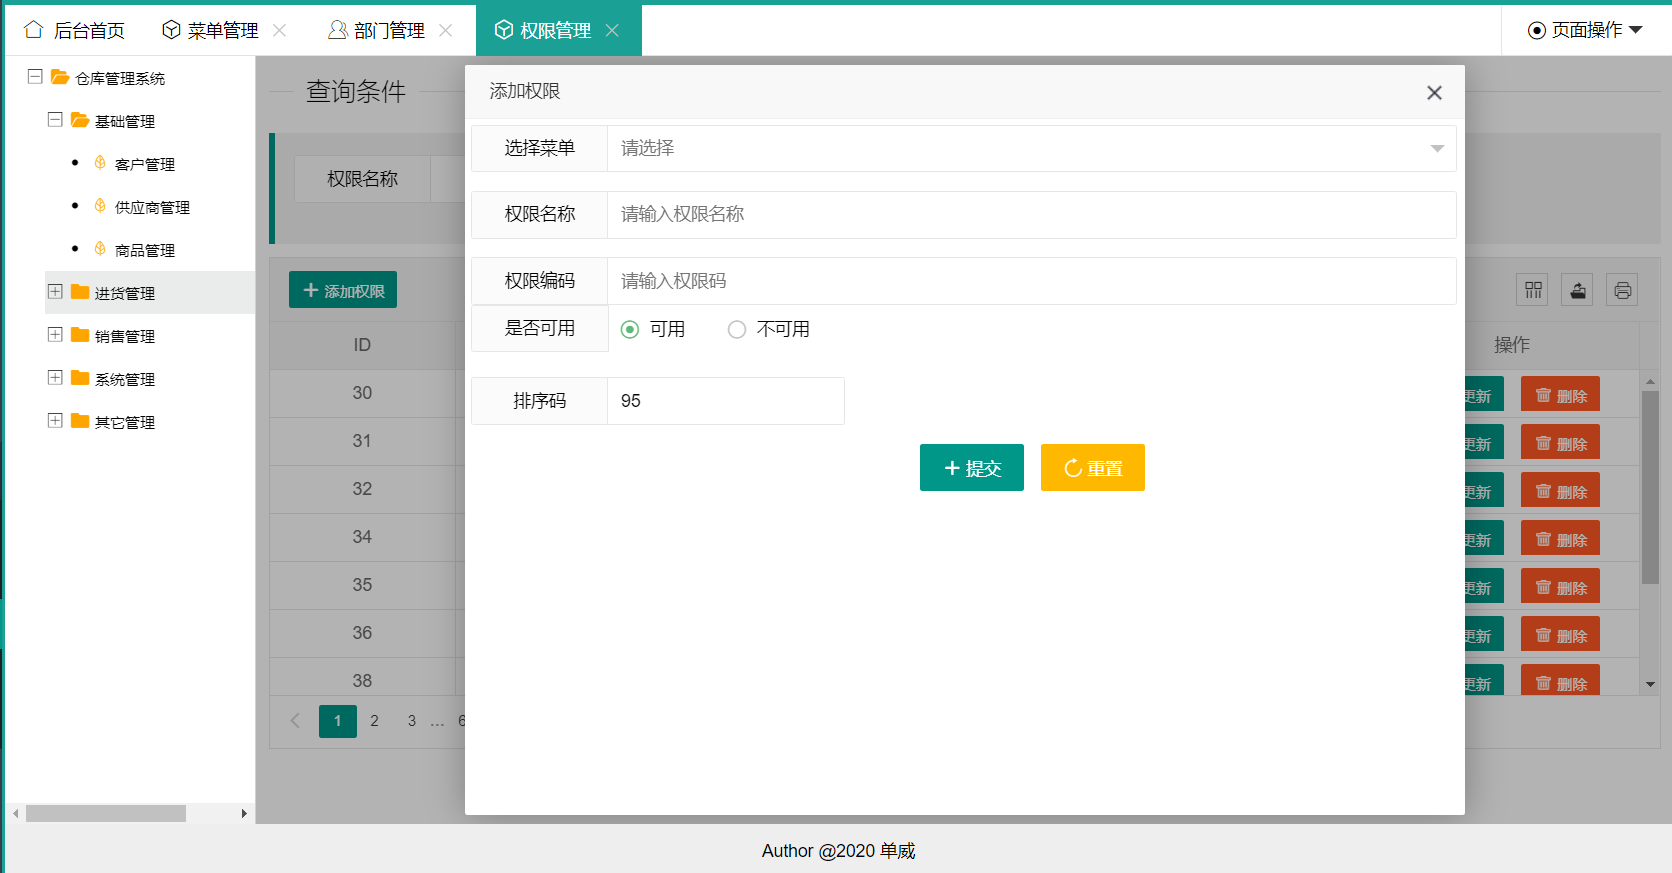 后台首页 菜单管理 部门管理 权限管理 页面操作
仓库管理系统
基础管理
客户管理
供应商管理
商品管理
进货管理
销售管理
系统管理
其它管理
查询条件
权限名称
添加权限
ID
30
31
32
34
35
36
38
1 2 3 … 6
添加权限
选择菜单 请选择
权限名称 请输入权限名称
权限编码 请输入权限码
是否可用 可用 不可用
排序码 95
提交 重置
操作
更新 删除
更新 删除
更新 删除
更新 删除
更新 删除
更新 删除
更新 删除
Author @2020 单威